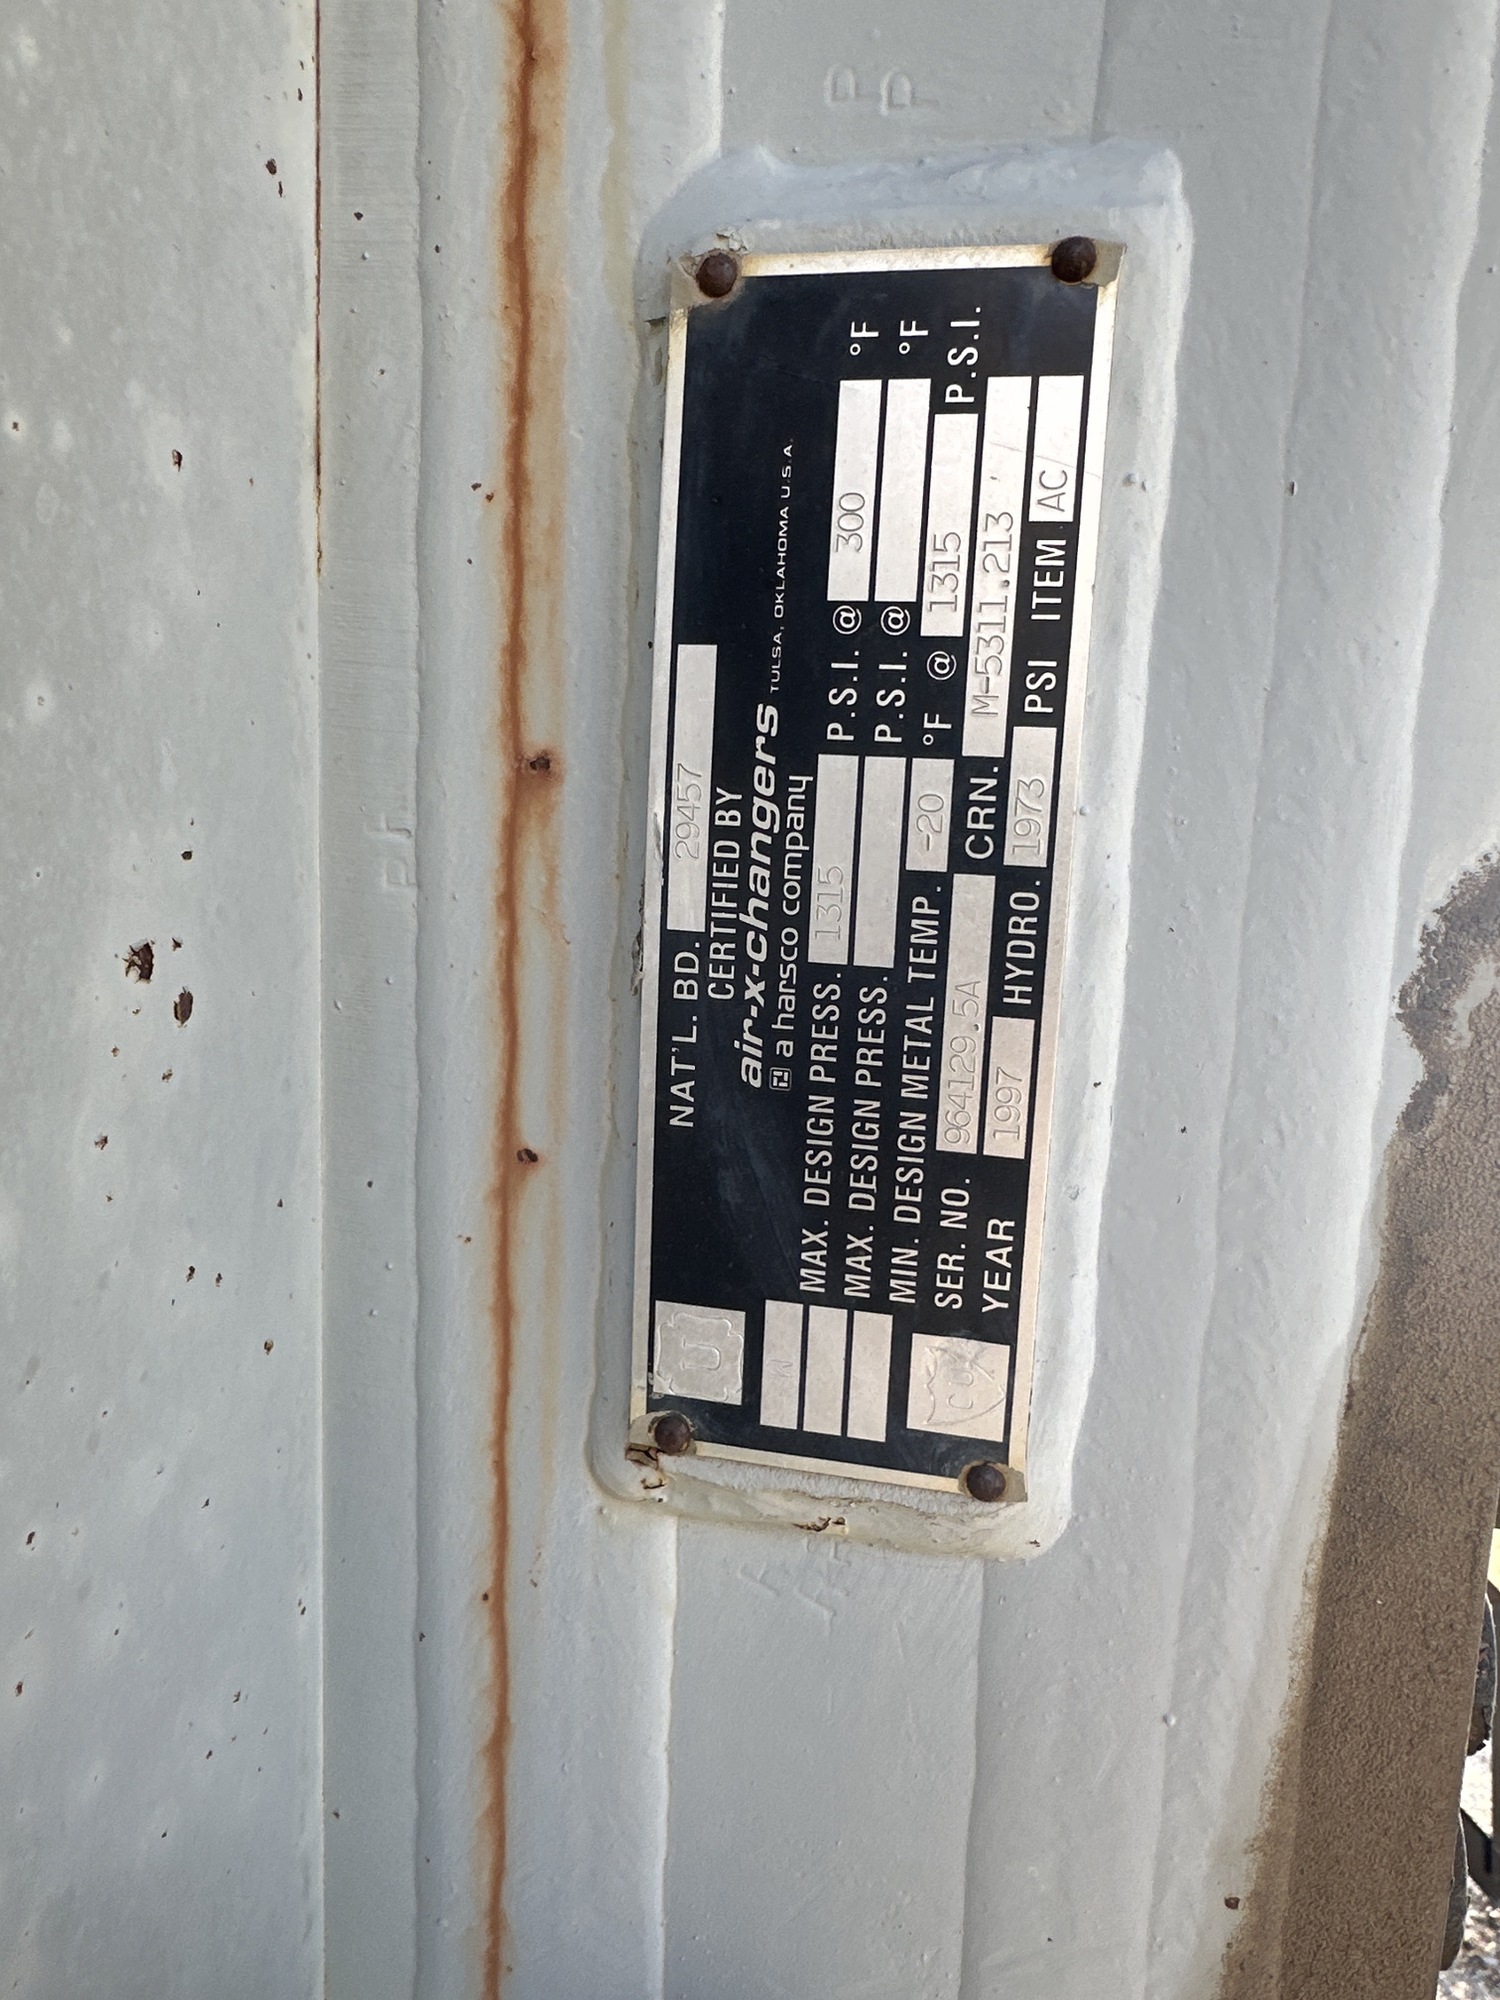 P
P
NAT'L. BD. 29457
U
CERTIFIED BY
air-x-changers
a harsco company TULSA, OKLAHOMA U.S.A.
W
MAX. DESIGN PRESS. 1315 P.S.I. @ 300 °F
MAX. DESIGN PRESS. P.S.I. @ °F
MIN. DESIGN METAL TEMP. -20 °F @ 1315 P.S.I.
SER. NO. 964129.5A CRN. M-5311.213
YEAR 1997 HYDRO. 1973 PSI ITEM AC